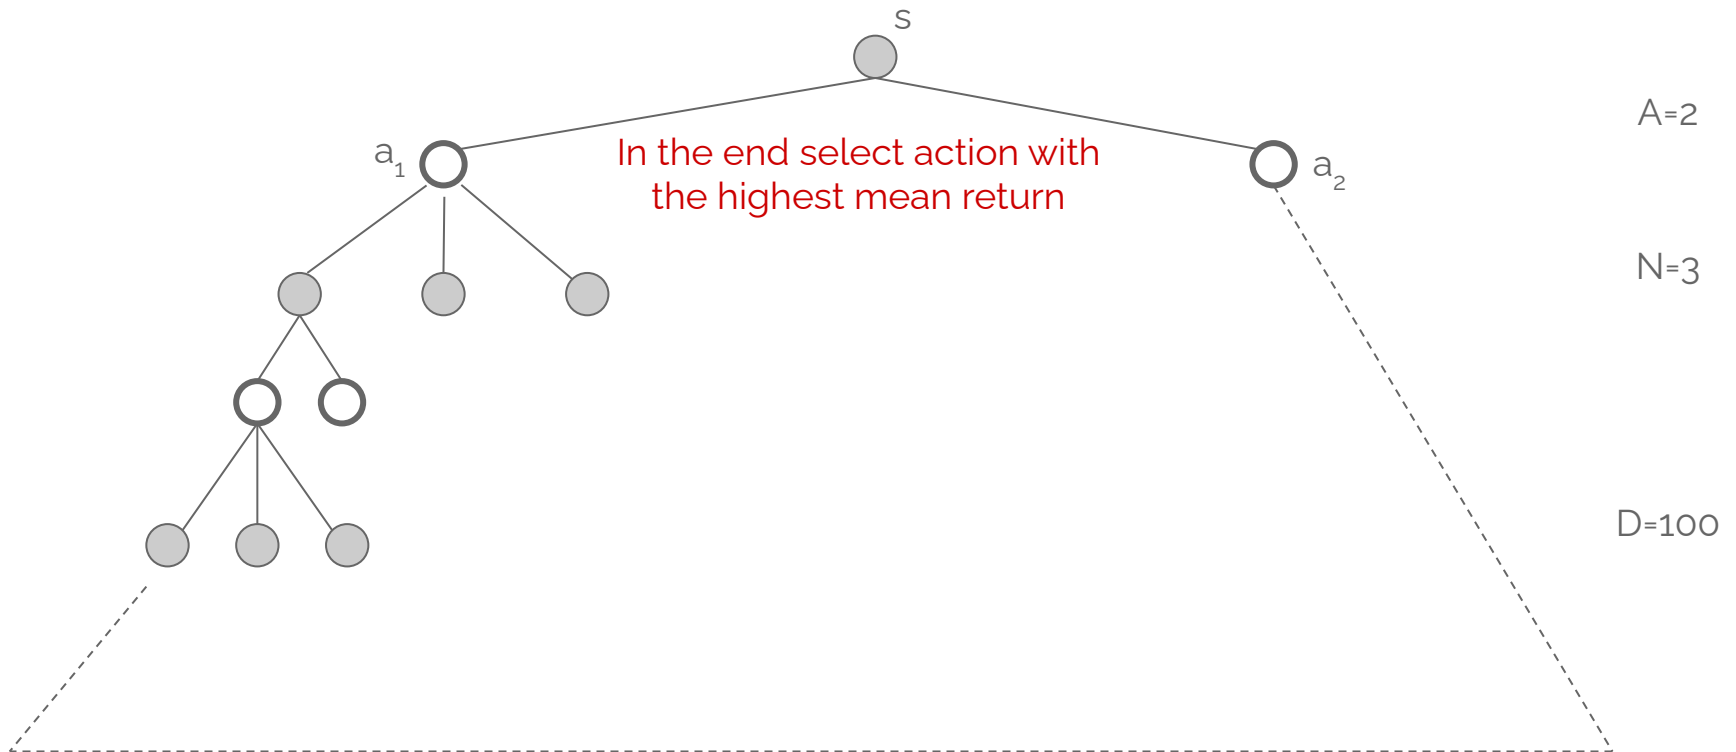 s
A=2
a₁
In the end select action with
the highest mean return
a₂
N=3
D=100